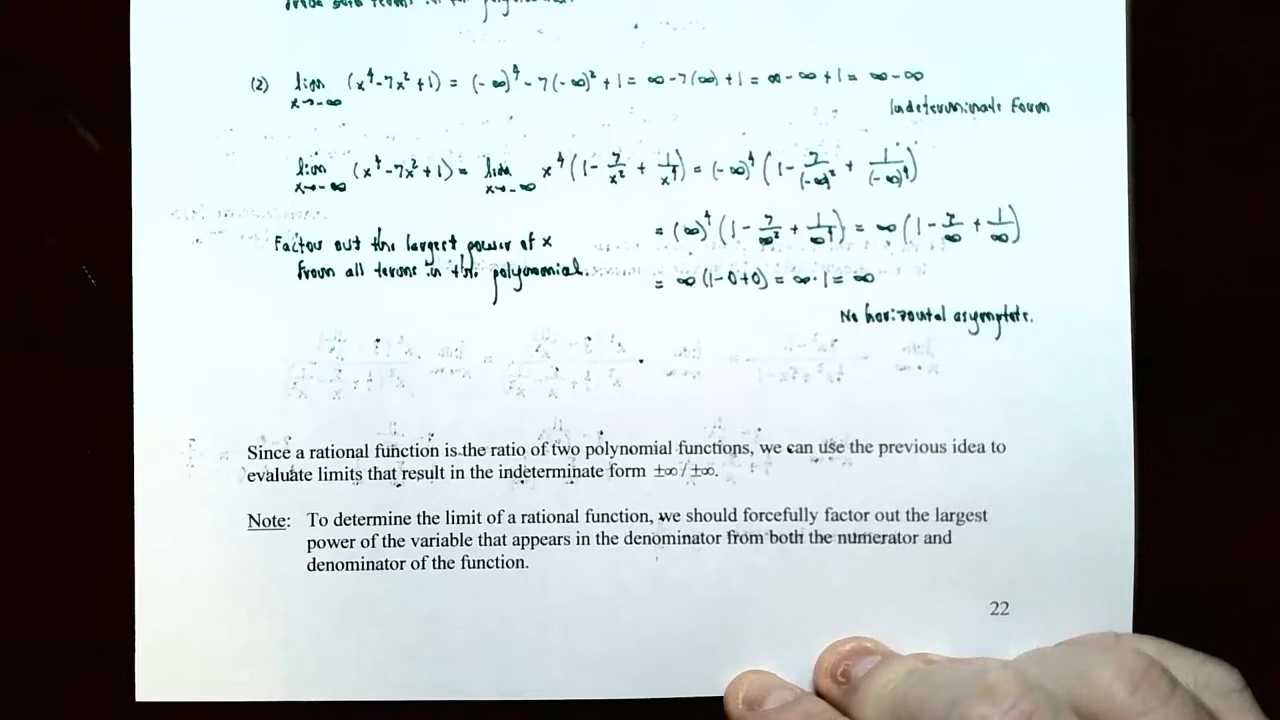 (2) lim (x⁴-7x²+1) = (-∞)⁴ - 7(-∞)² + 1 = ∞-7(∞)+1 = ∞-∞+1 = ∞-∞
x→-∞
Indeterminate Form
lim (x⁴-7x²+1) = lim x⁴(1 - 7/x² + 1/x⁴) = (-∞)⁴ (1 - 7/(-∞)² + 1/(-∞)⁴)
x→-∞ x→-∞
= (∞)⁴ (1 - 7/∞² + 1/∞⁴) = ∞ (1 - 7/∞ + 1/∞)
Factor out the largest power of x
from all terms in the polynomial.
= ∞ (1-0+0) = ∞·1 = ∞
No horizontal asymptote.
Since a rational function is the ratio of two polynomial functions, we can use the previous idea to
evaluate limits that result in the indeterminate form ±∞/±∞.
Note: To determine the limit of a rational function, we should forcefully factor out the largest
power of the variable that appears in the denominator from both the numerator and
denominator of the function.
22